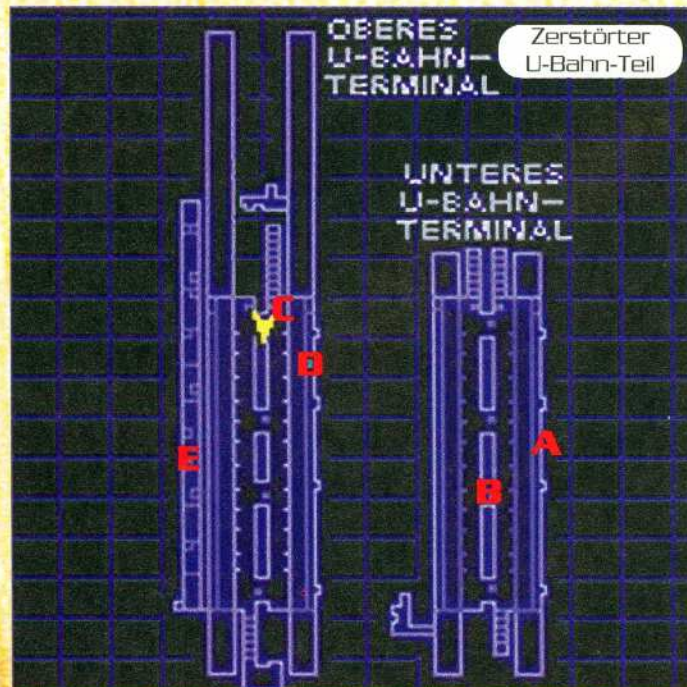 OBERES
U-BAHN-
TERMINAL
Zerstörter
U-Bahn-Teil
UNTERES
U-BAHN-
TERMINAL
C
D
A
E
B